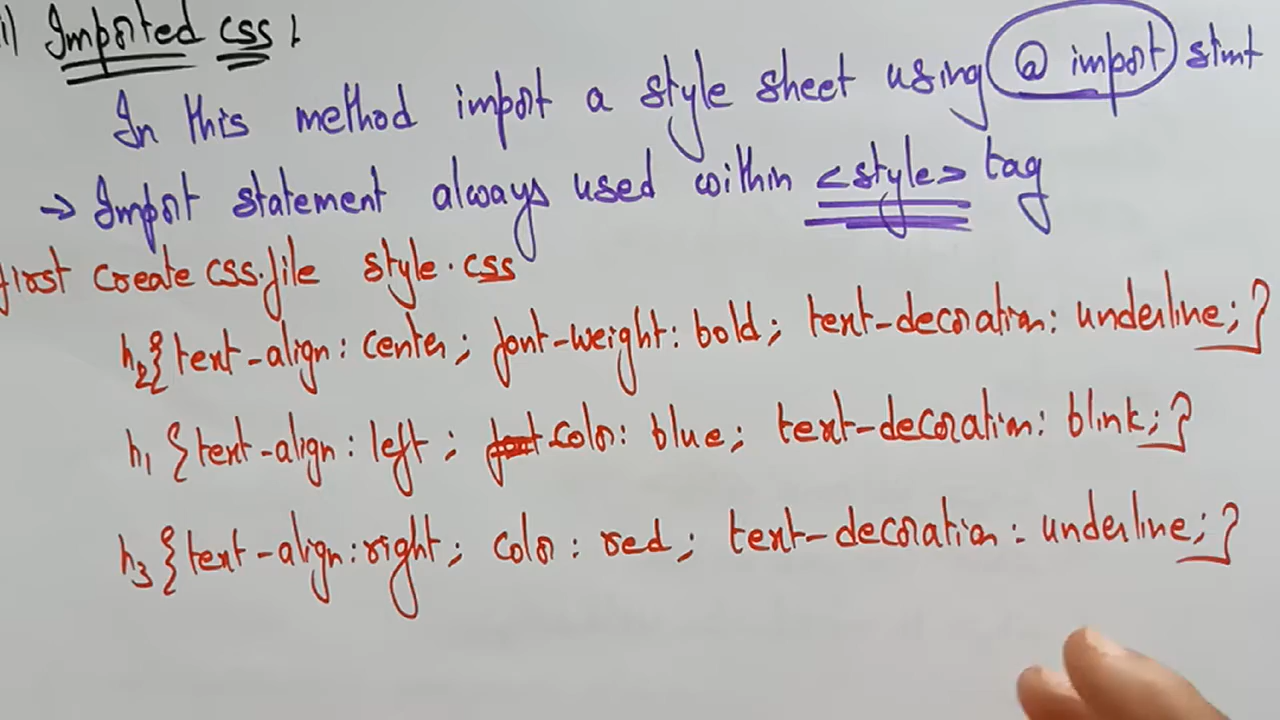 i) Imported css :
In this method import a style sheet using @ import stmt
→ Import statement always used within <style> tag
first create css.file style.css
h2{text-align: center; font-weight: bold; text-decoration: underline;}
h1 {text-align: left; color: blue; text-decoration: blink;}
h3 {text-align:right; color: red; text-decoration: underline;}